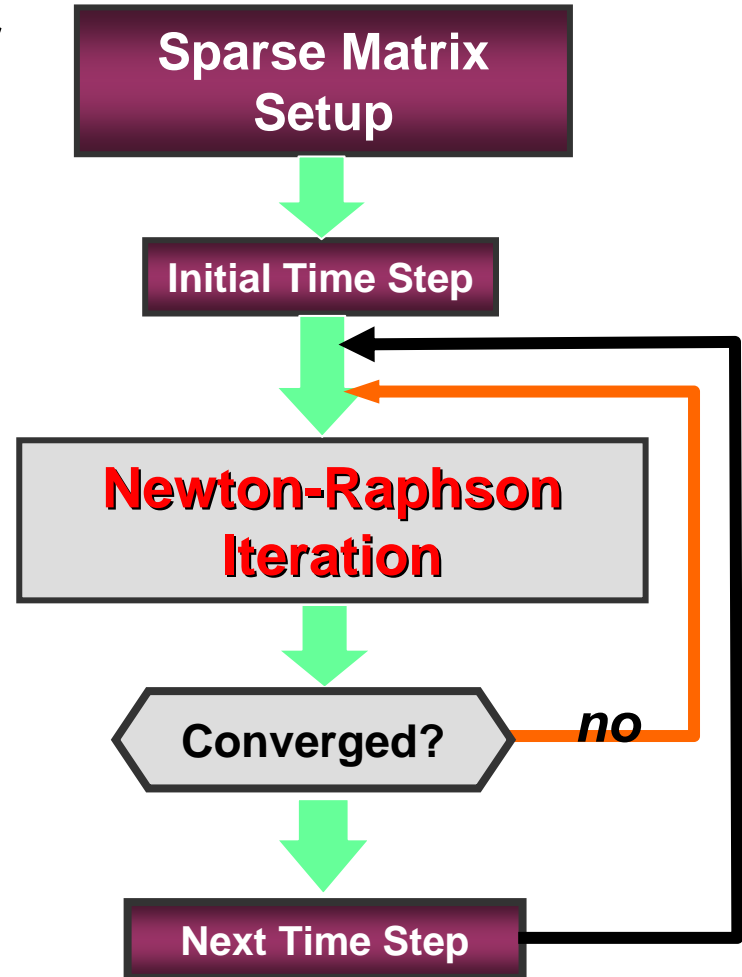 Sparse Matrix
Setup
Initial Time Step
Newton-Raphson
Iteration
Converged?
no
Next Time Step